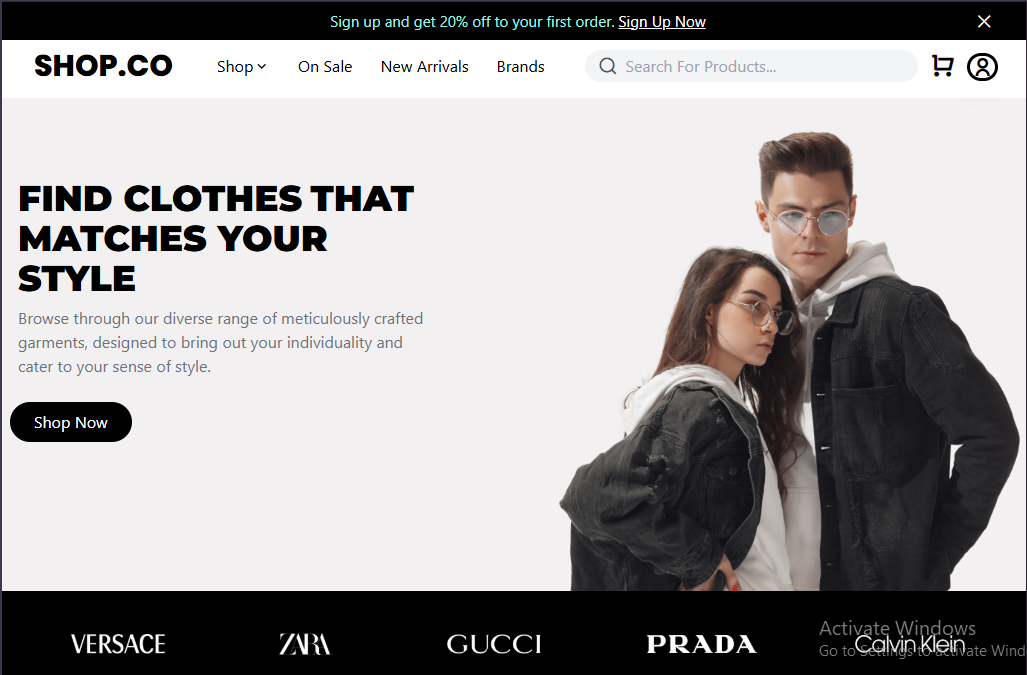 Sign up and get 20% off to your first order. Sign Up Now
SHOP.CO
Shop
On Sale
New Arrivals
Brands
Search For Products...
FIND CLOTHES THAT
MATCHES YOUR
STYLE
Browse through our diverse range of meticulously crafted
garments, designed to bring out your individuality and
cater to your sense of style.
Shop Now
VERSACE
ZARA
GUCCI
PRADA
Calvin Klein
Activate Windows
Go to Settings to activate Wind